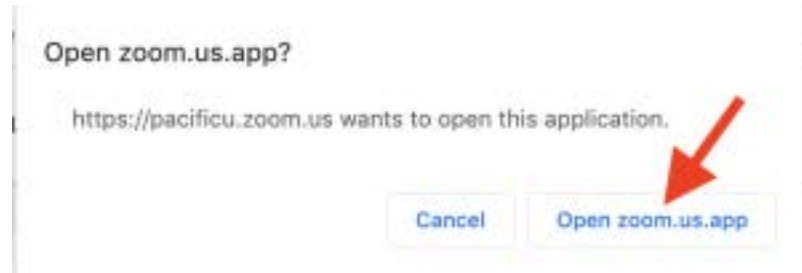 Open zoom.us.app?
https://pacificu.zoom.us wants to open this application.
Cancel Open zoom.us.app